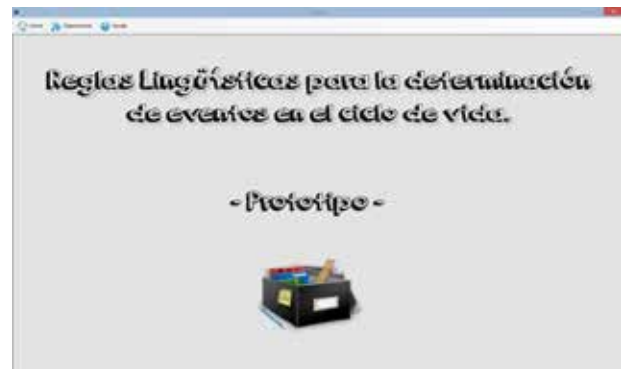 Reglas Lingüísticas para la determinación
de eventos en el ciclo de vida.
- Prototipo -